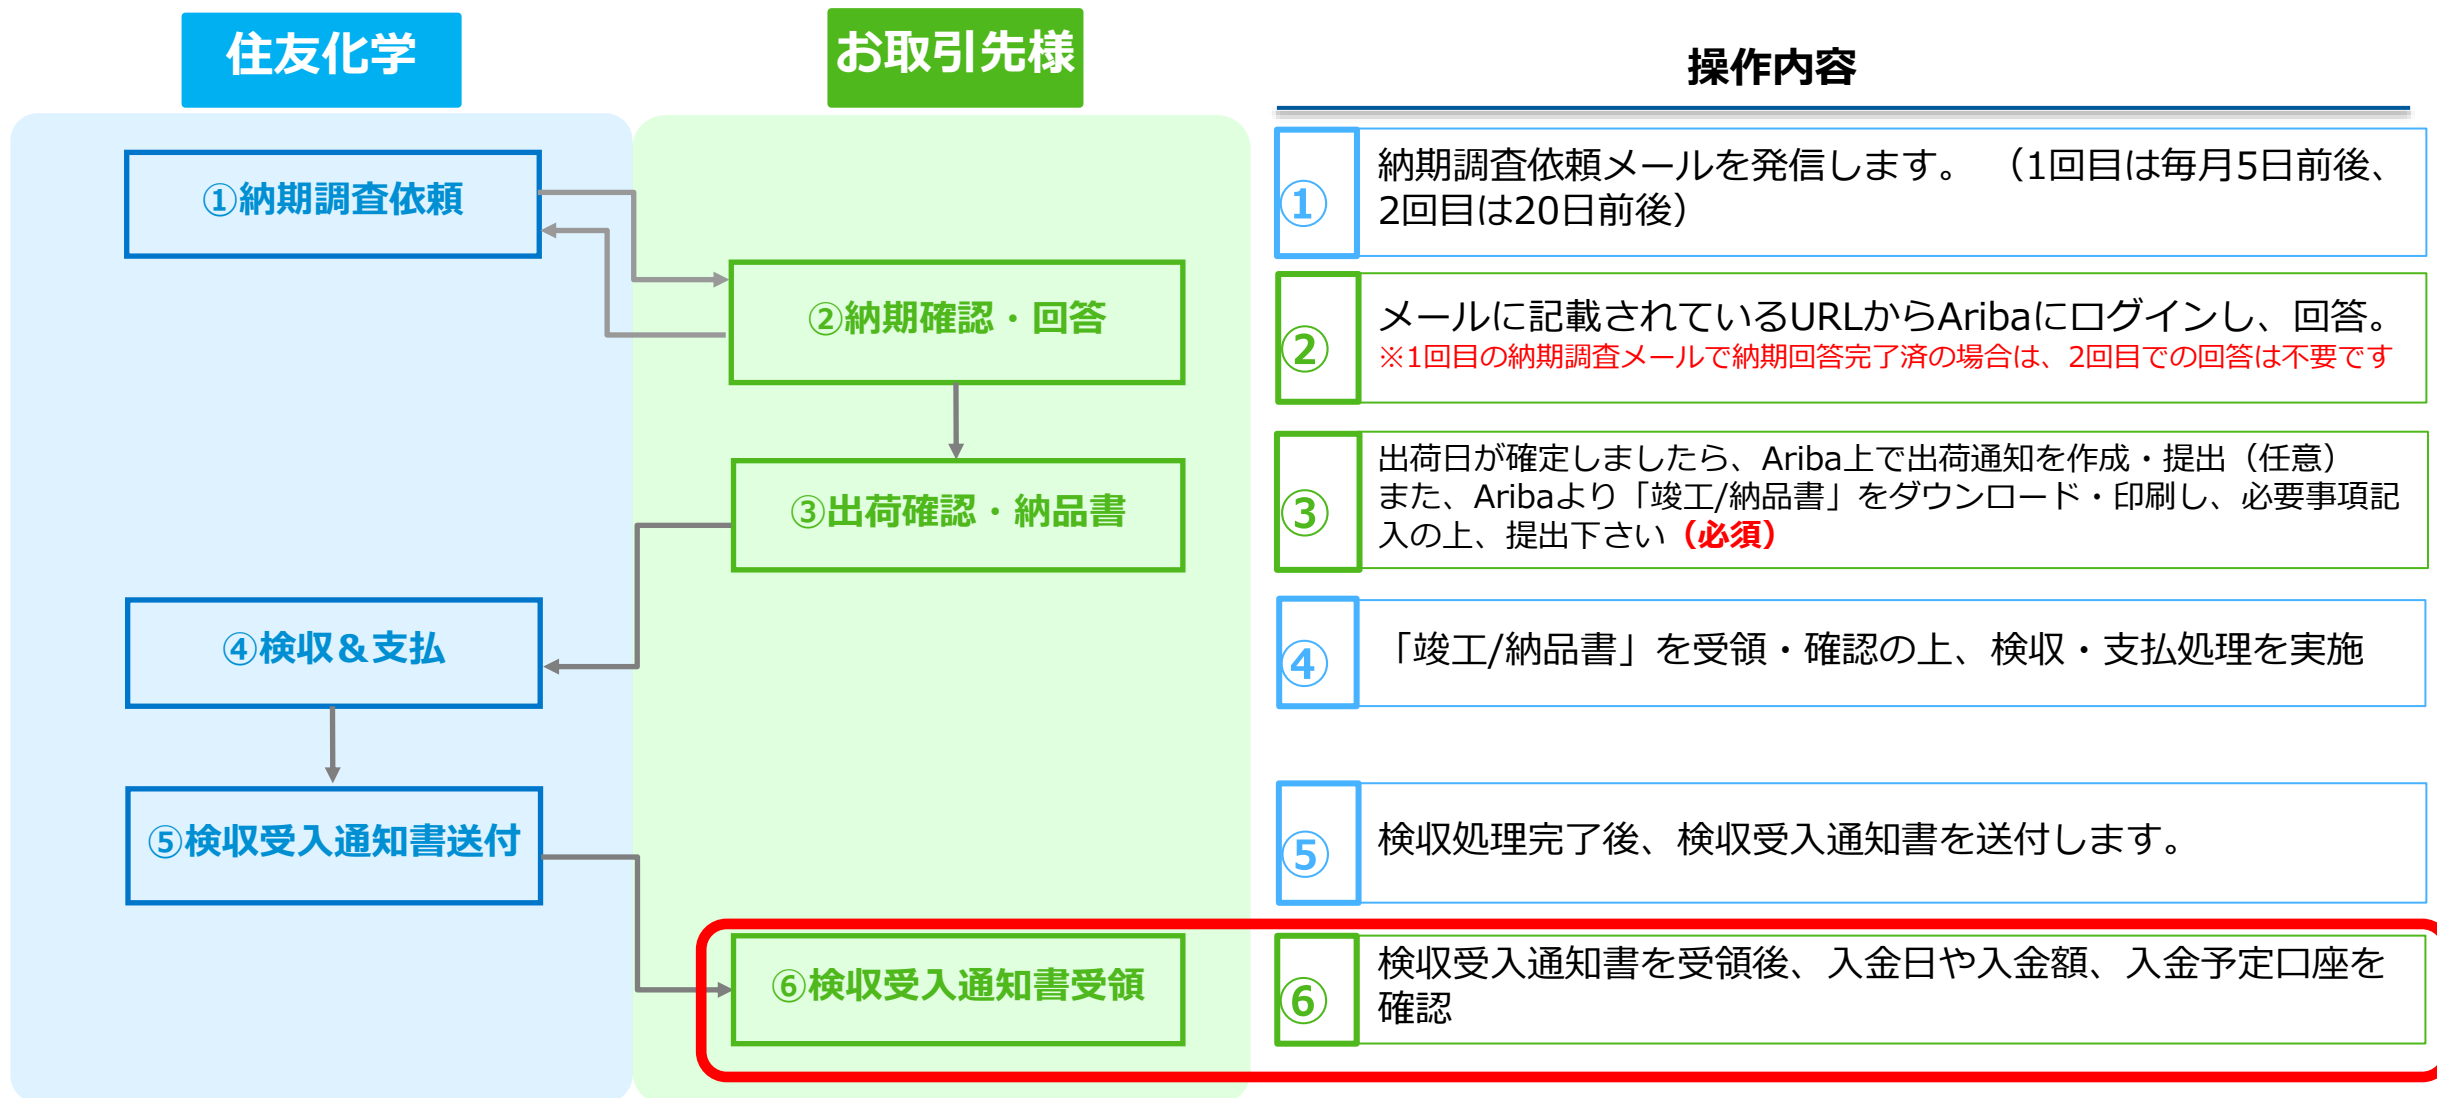 住友化学
お取引先様
操作内容
①納期調査依頼
②納期確認・回答
③出荷確認・納品書
④検収＆支払
⑤検収受入通知書送付
⑥検収受入通知書受領
①
納期調査依頼メールを発信します。 （1回目は毎月5日前後、
2回目は20日前後）
②
メールに記載されているURLからAribaにログインし、回答。
※1回目の納期調査メールで納期回答完了済の場合は、2回目での回答は不要です
③
出荷日が確定しましたら、Ariba上で出荷通知を作成・提出（任意）
また、Aribaより「竣工/納品書」をダウンロード・印刷し、必要事項記
入の上、提出下さい（必須）
④
「竣工/納品書」を受領・確認の上、検収・支払処理を実施
⑤
検収処理完了後、検収受入通知書を送付します。
⑥
検収受入通知書を受領後、入金日や入金額、入金予定口座を
確認